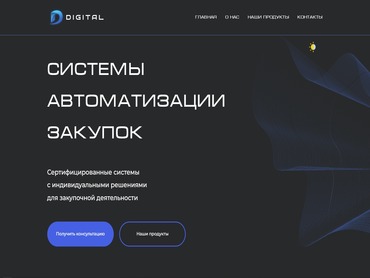 DIGITAL
ГЛАВНАЯ О НАС НАШИ ПРОДУКТЫ КОНТАКТЫ
СИСТЕМЫ
АВТОМАТИЗАЦИИ
ЗАКУПОК
Сертифицированные системы
с индивидуальными решениями
для закупочной деятельности
Получить консультацию Наши продукты